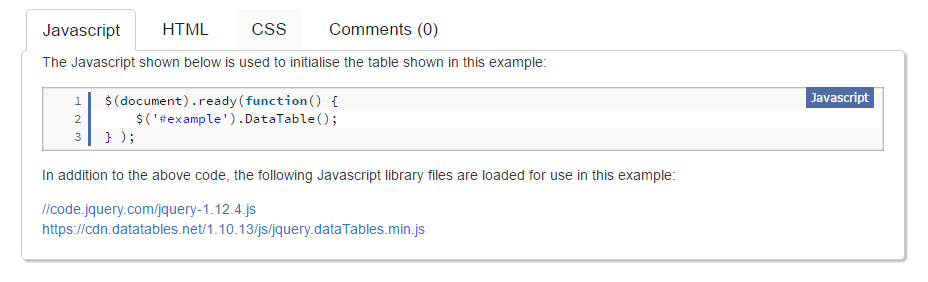 Javascript HTML CSS Comments (0)
The Javascript shown below is used to initialise the table shown in this example:
Javascript
1 $(document).ready(function() {
2 $('#example').DataTable();
3 } );
In addition to the above code, the following Javascript library files are loaded for use in this example:
//code.jquery.com/jquery-1.12.4.js
https://cdn.datatables.net/1.10.13/js/jquery.dataTables.min.js